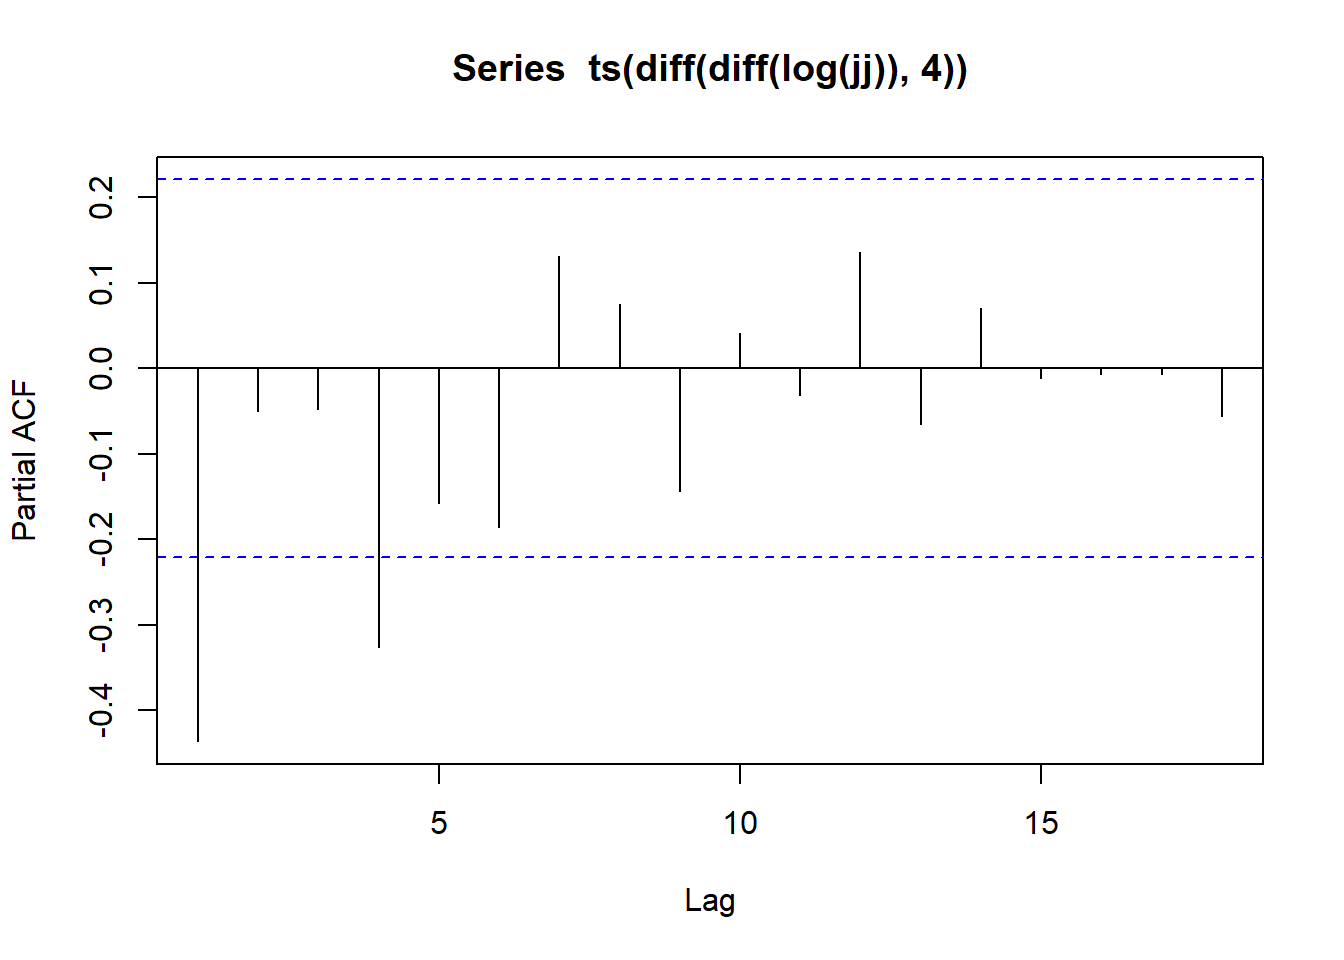 Series  ts(diff(diff(log(jj)), 4))
Partial ACF
0.2
0.1
0.0
-0.1
-0.2
-0.3
-0.4
5 10 15
Lag